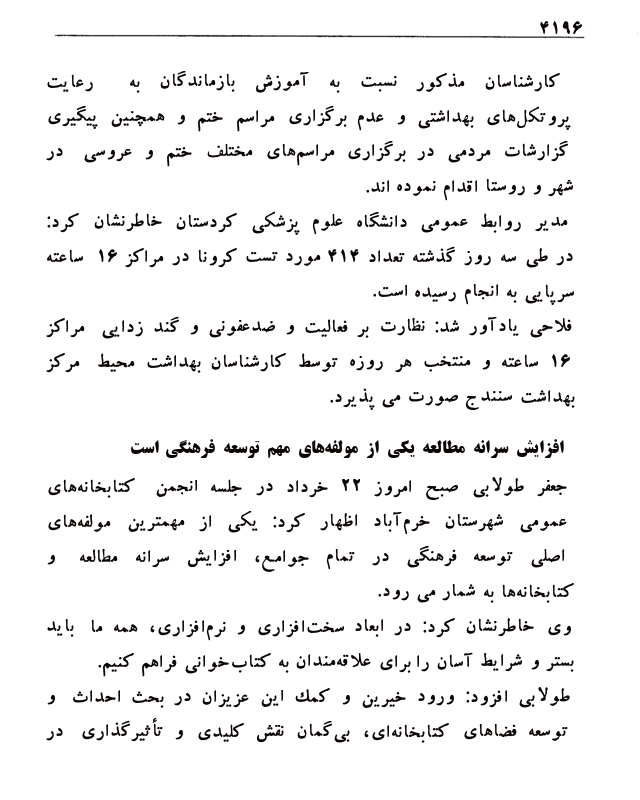 ۴۱۹۶
کارشناسان مذکور نسبت به آموزش بازماندگان به رعایت
پروتکل‌های بهداشتی و عدم برگزاری مراسم ختم و همچنین پیگیری
گزارشات مردمی در برگزاری مراسم‌های مختلف ختم و عروسی در
شهر و روستا اقدام نموده اند.
مدیر روابط عمومی دانشگاه علوم پزشکی کردستان خاطرنشان کرد:
در طی سه روز گذشته تعداد ۴۱۴ مورد تست کرونا در مراکز ۱۶ ساعته
سرپایی به انجام رسیده است.
فلاحی یادآور شد: نظارت بر فعالیت و ضدعفونی و گند زدایی مراکز
۱۶ ساعته و منتخب هر روزه توسط کارشناسان بهداشت محیط مرکز
بهداشت سنندج صورت می پذیرد.
افزایش سرانه مطالعه یکی از مولفه‌های مهم توسعه فرهنگی است
جعفر طولابی صبح امروز ۲۲ خرداد در جلسه انجمن کتابخانه‌های
عمومی شهرستان خرم‌آباد اظهار کرد: یکی از مهمترین مولفه‌های
اصلی توسعه فرهنگی در تمام جوامع، افزایش سرانه مطالعه و
کتابخانه‌ها به شمار می رود.
وی خاطرنشان کرد: در ابعاد سخت‌افزاری و نرم‌افزاری، همه ما باید
بستر و شرایط آسان را برای علاقه‌مندان به کتاب‌خوانی فراهم کنیم.
طولابی افزود: ورود خیرین و کمك این عزیزان در بحث احداث و
توسعه فضاهای کتابخانه‌ای، بی‌گمان نقش کلیدی و تأثیرگذاری در